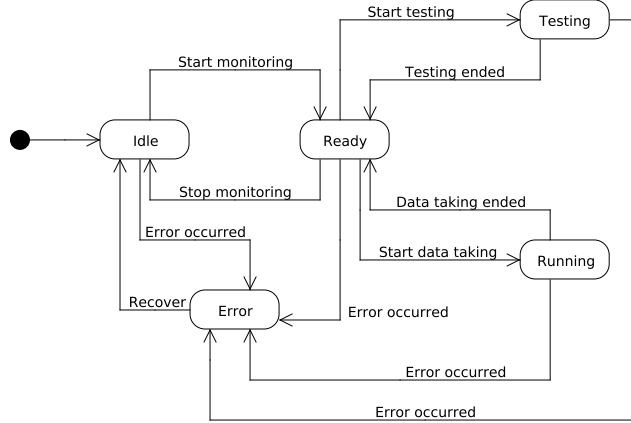 Start testing
Testing
Start monitoring
Testing ended
Idle
Ready
Stop monitoring
Data taking ended
Error occurred
Start data taking
Running
Recover
Error
Error occurred
Error occurred
Error occurred